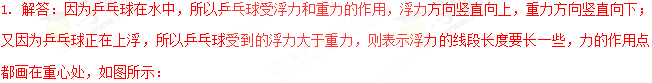 1. 解答：因为乒乓球在水中，所以乒乓球受浮力和重力的作用，浮力方向竖直向上，重力方向竖直向下；
又因为乒乓球正在上浮，所以乒乓球受到的浮力大于重力，则表示浮力的线段长度要长一些，力的作用点
都画在重心处，如图所示：